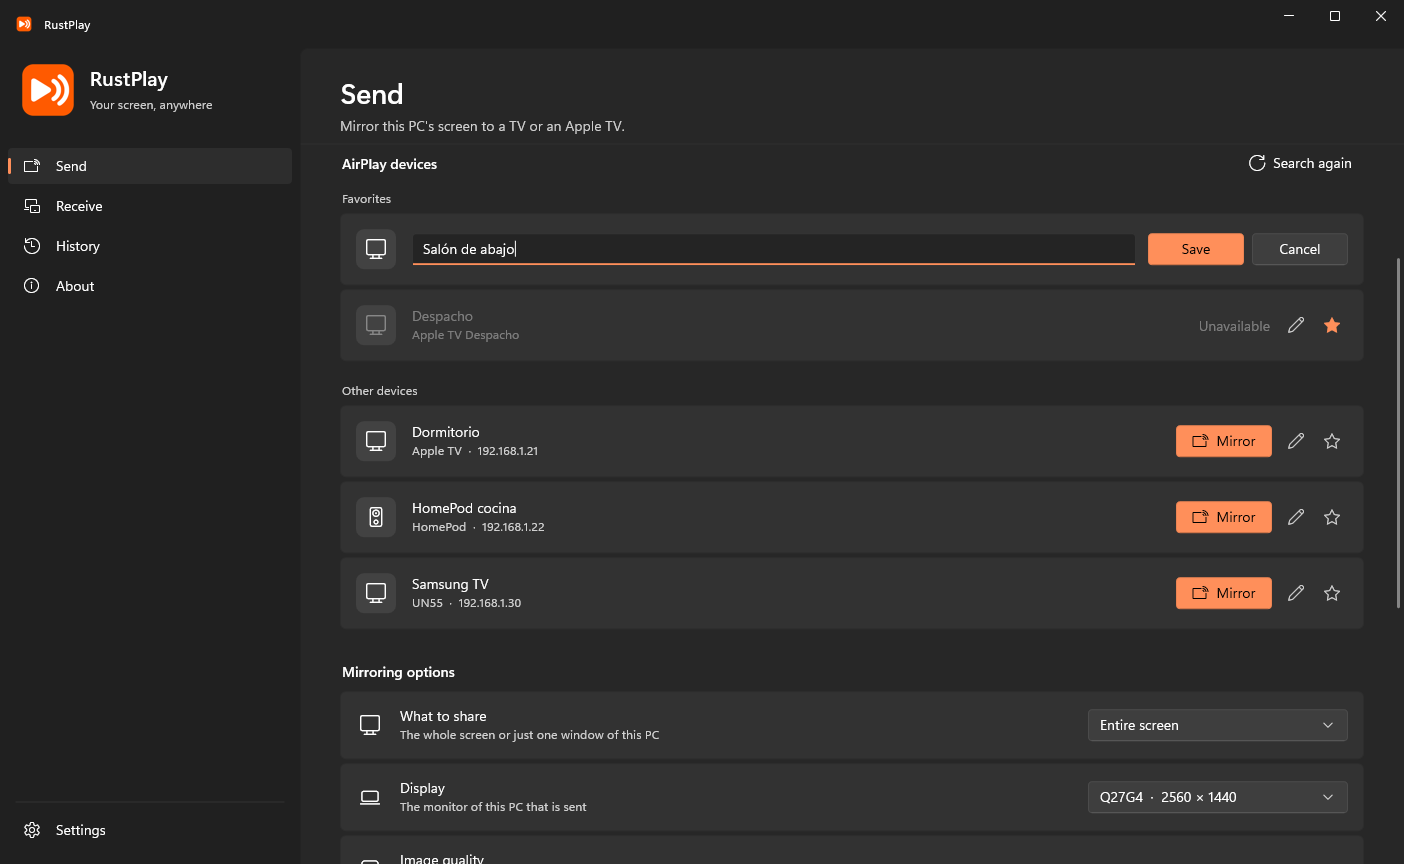 RustPlay
RustPlay
Your screen, anywhere
Send
Receive
History
About
Settings
Send
Mirror this PC's screen to a TV or an Apple TV.
AirPlay devices
Search again
Favorites
Salón de abajo
Save
Cancel
Despacho
Apple TV Despacho
Unavailable
Other devices
Dormitorio
Apple TV · 192.168.1.21
Mirror
HomePod cocina
HomePod · 192.168.1.22
Mirror
Samsung TV
UN55 · 192.168.1.30
Mirror
Mirroring options
What to share
The whole screen or just one window of this PC
Entire screen
Display
The monitor of this PC that is sent
Q27G4 · 2560 × 1440
Image quality